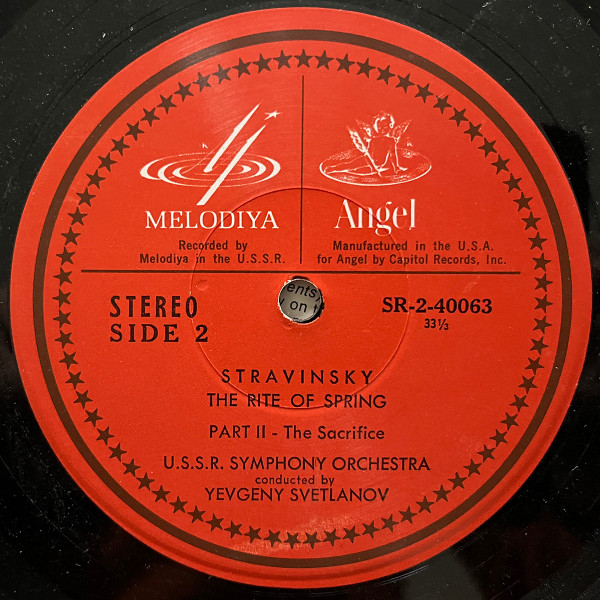 MELODIYA
Recorded by
Melodiya in the U.S.S.R.
Angel
Manufactured in the U.S.A.
for Angel by Capitol Records, Inc.
STEREO
SIDE 2
SR-2-40063
33⅓
ents)
on
STRAVINSKY
THE RITE OF SPRING
PART II - The Sacrifice
U.S.S.R. SYMPHONY ORCHESTRA
conducted by
YEVGENY SVETLANOV